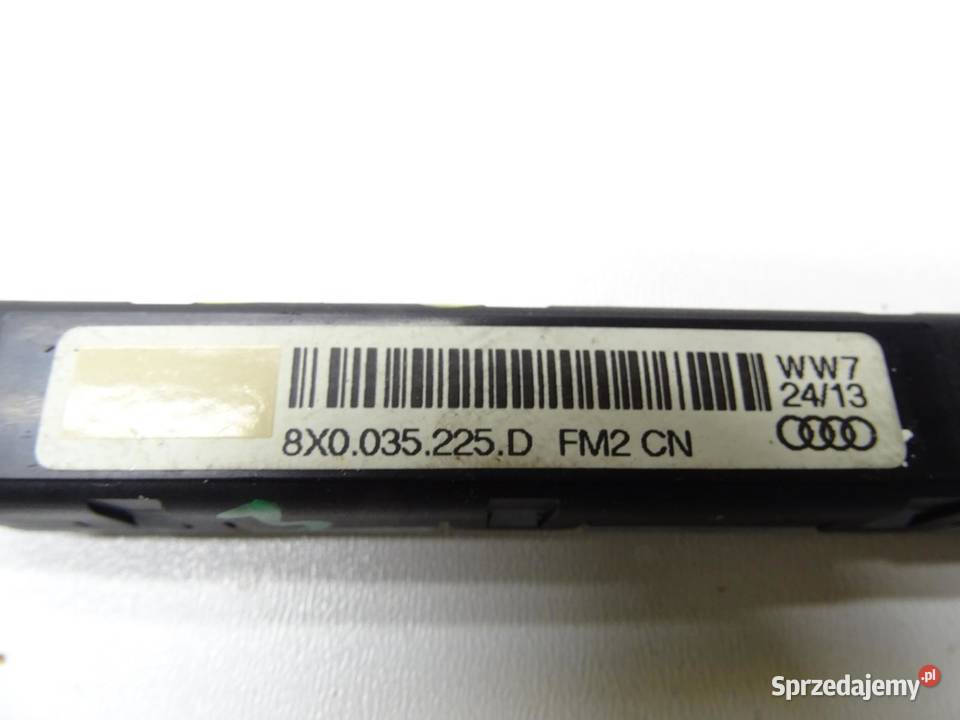 WW7
24/13
8X0.035.225.D FM2 CN
Sprzedajemy.pl